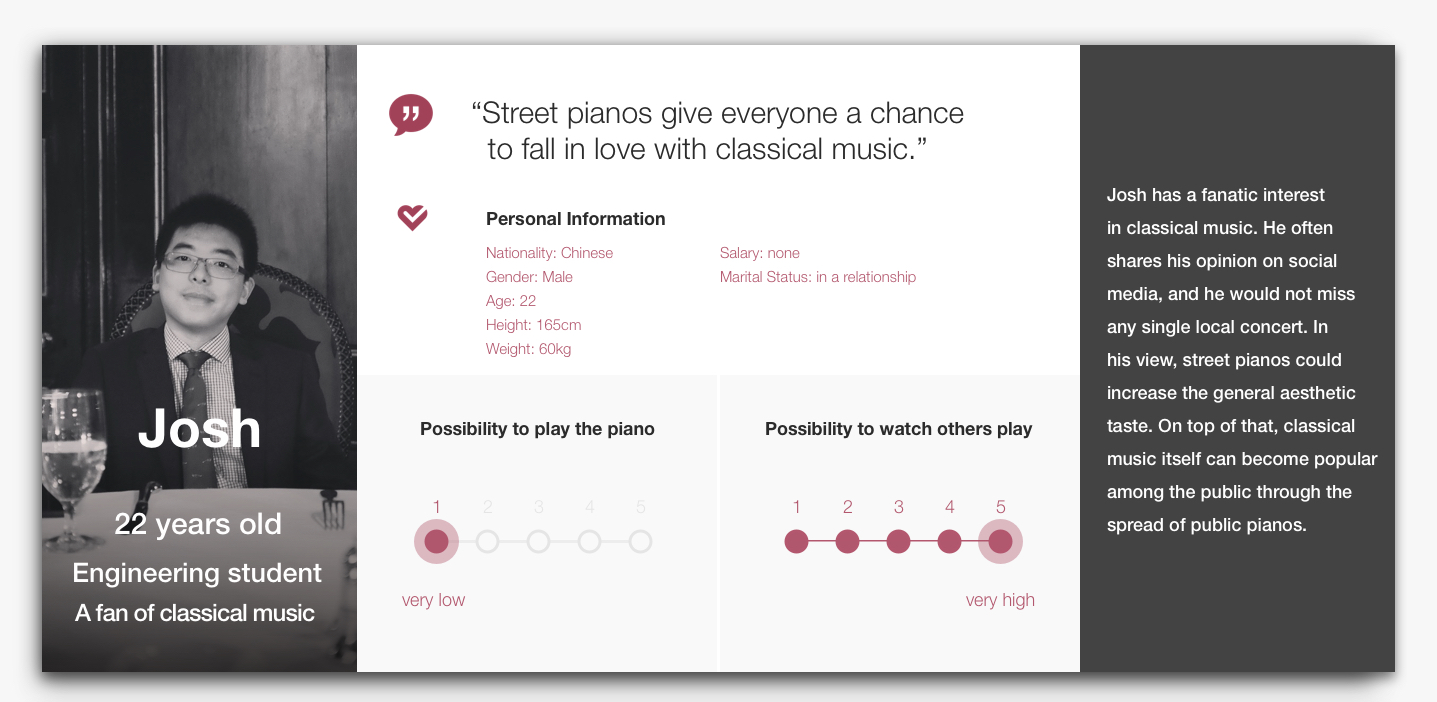 Josh
22 years old
Engineering student
A fan of classical music
“Street pianos give everyone a chance
to fall in love with classical music.”
Personal Information
Nationality: Chinese
Gender: Male
Age: 22
Height: 165cm
Weight: 60kg
Salary: none
Marital Status: in a relationship
Possibility to play the piano
1 2 3 4 5
very low
Possibility to watch others play
1 2 3 4 5
very high
Josh has a fanatic interest
in classical music. He often
shares his opinion on social
media, and he would not miss
any single local concert. In
his view, street pianos could
increase the general aesthetic
taste. On top of that, classical
music itself can become popular
among the public through the
spread of public pianos.